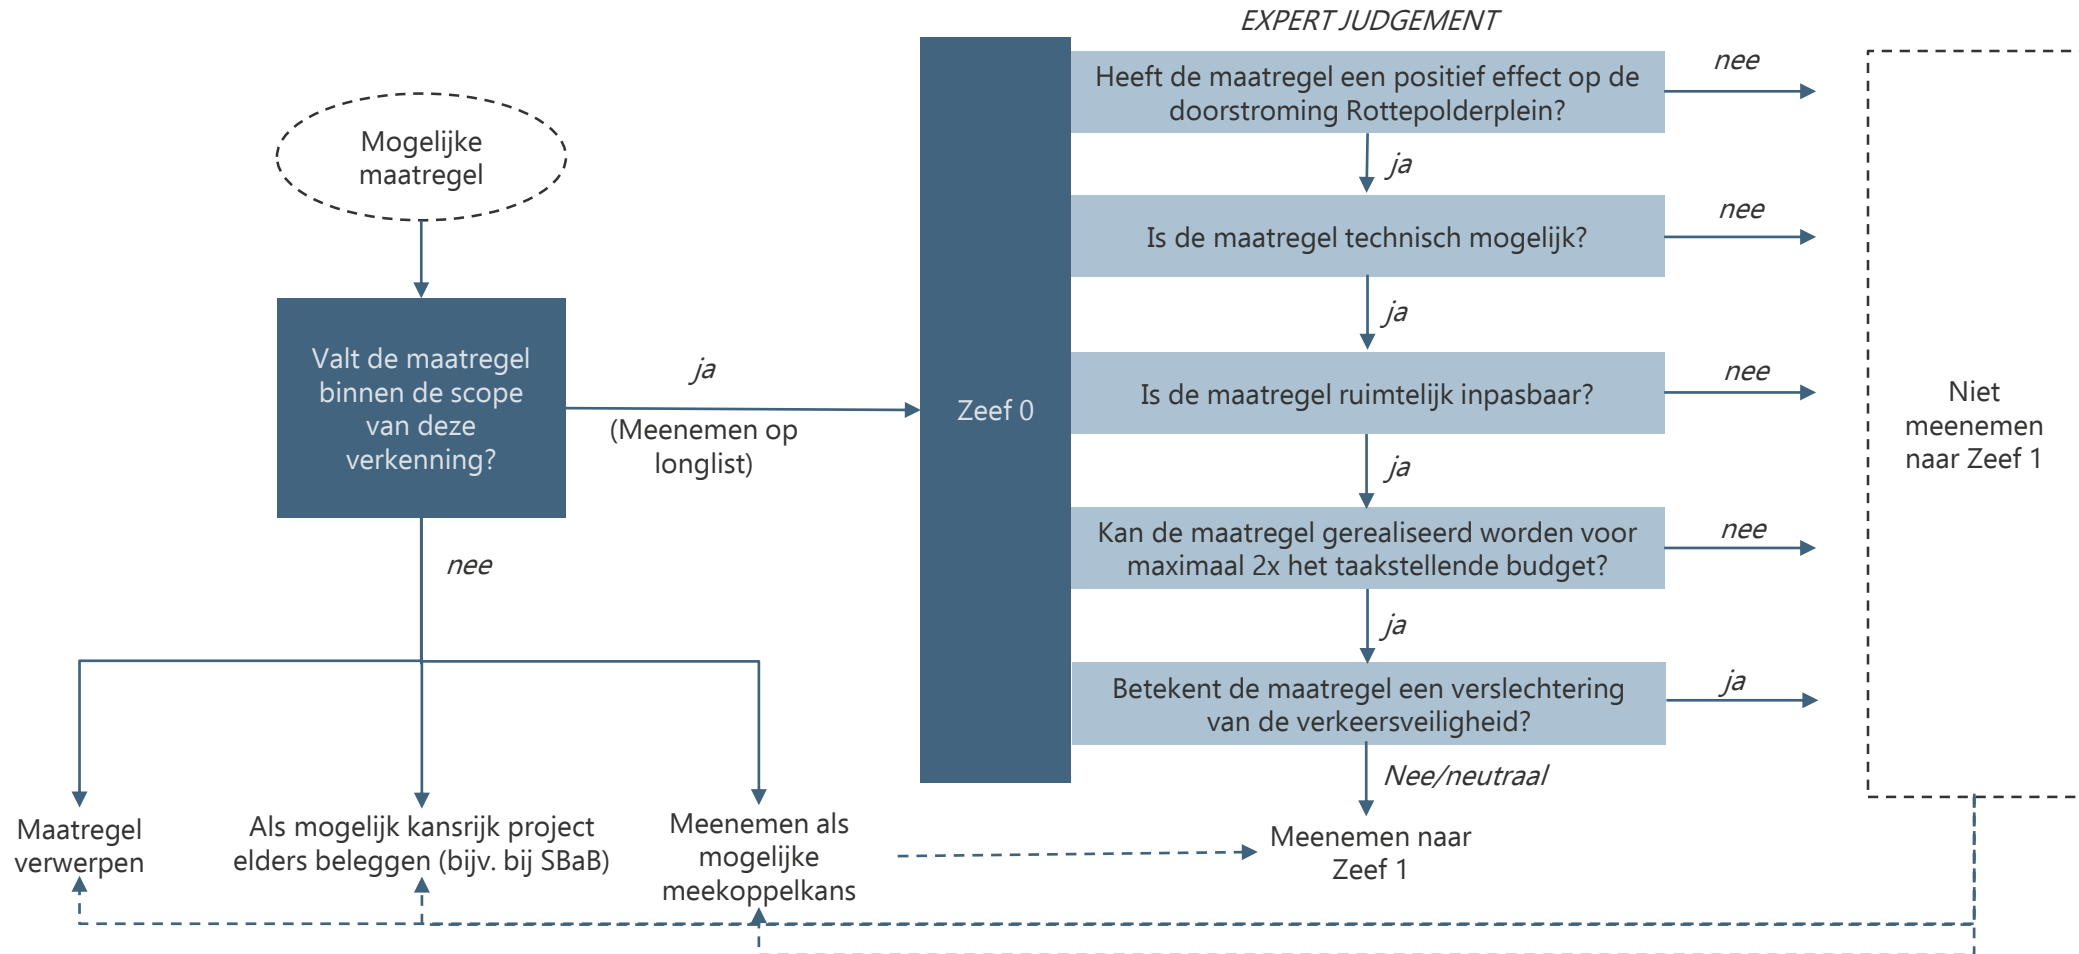 EXPERT JUDGEMENT
Mogelijke
maatregel
Valt de maatregel
binnen de scope
van deze
verkenning?
ja
(Meenemen op
longlist)
nee
Maatregel
verwerpen
Als mogelijk kansrijk project
elders beleggen (bijv. bij SBaB)
Meenemen als
mogelijke
meekoppelkans
Zeef 0
Heeft de maatregel een positief effect op de
doorstroming Rottepolderplein?
nee
ja
Is de maatregel technisch mogelijk?
nee
ja
Is de maatregel ruimtelijk inpasbaar?
nee
ja
Kan de maatregel gerealiseerd worden voor
maximaal 2x het taakstellende budget?
nee
ja
Betekent de maatregel een verslechtering
van de verkeersveiligheid?
ja
Nee/neutraal
Meenemen naar
Zeef 1
Niet
meenemen
naar Zeef 1